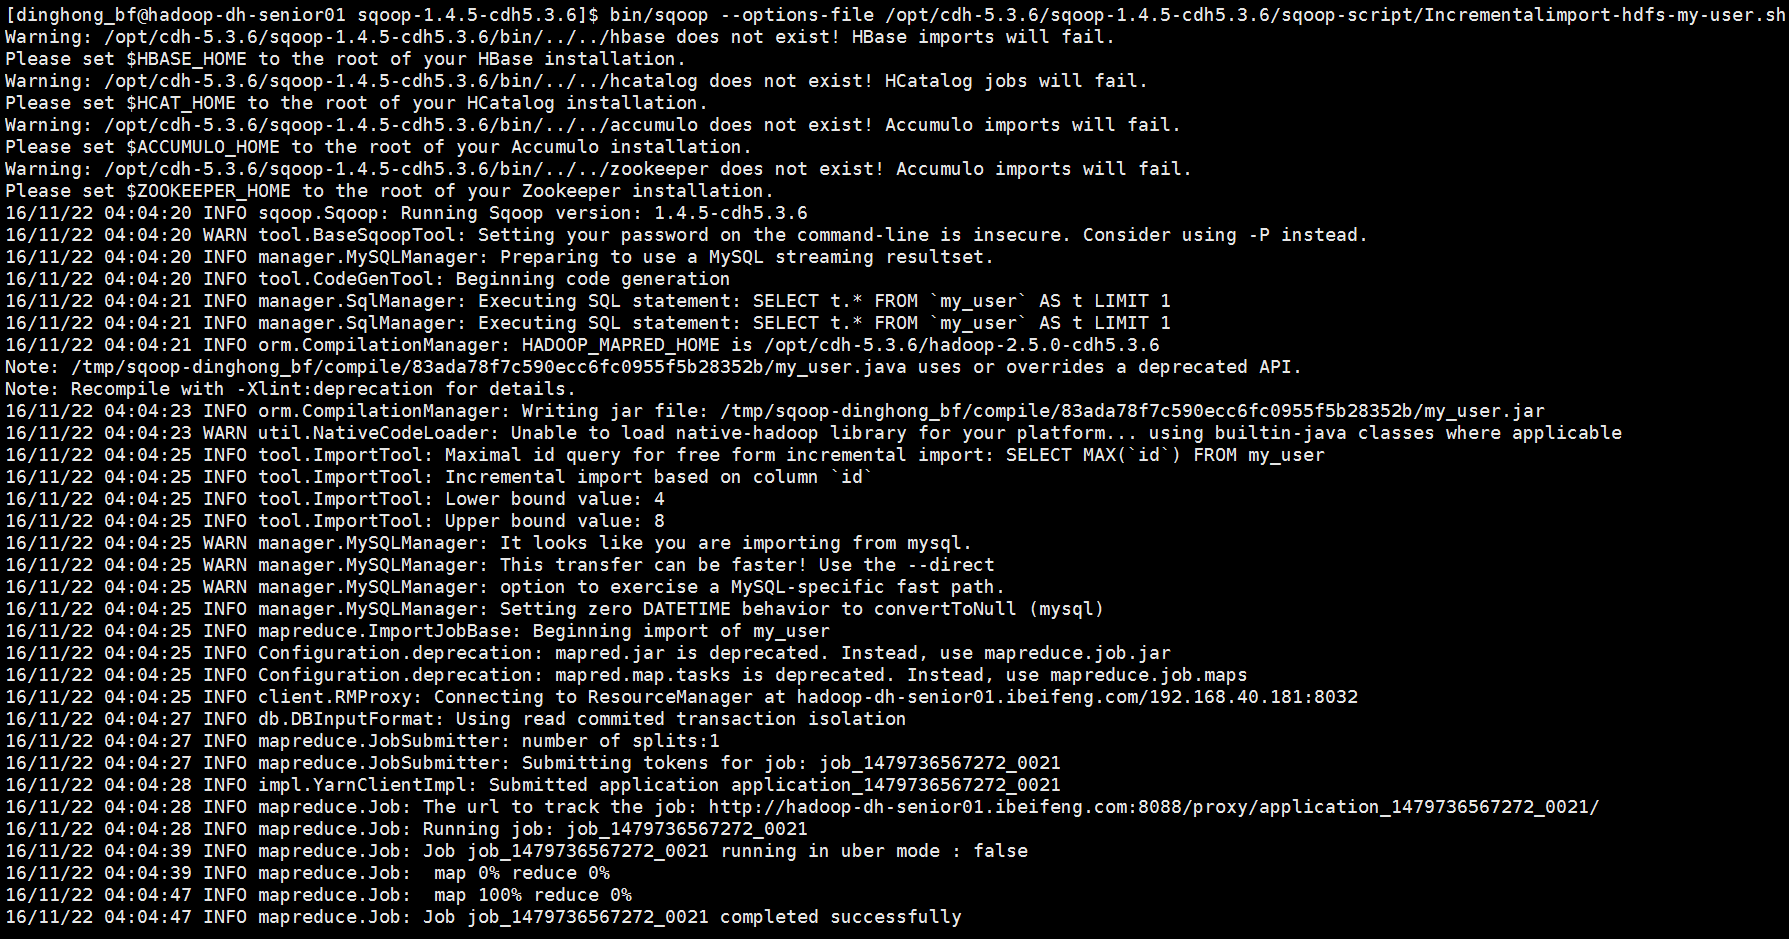 [dinghong_bf@hadoop-dh-senior01 sqoop-1.4.5-cdh5.3.6]$ bin/sqoop --options-file /opt/cdh-5.3.6/sqoop-1.4.5-cdh5.3.6/sqoop-script/Incrementalimport-hdfs-my-user.sh
Warning: /opt/cdh-5.3.6/sqoop-1.4.5-cdh5.3.6/bin/../../hbase does not exist! HBase imports will fail.
Please set $HBASE_HOME to the root of your HBase installation.
Warning: /opt/cdh-5.3.6/sqoop-1.4.5-cdh5.3.6/bin/../../hcatalog does not exist! HCatalog jobs will fail.
Please set $HCAT_HOME to the root of your HCatalog installation.
Warning: /opt/cdh-5.3.6/sqoop-1.4.5-cdh5.3.6/bin/../../accumulo does not exist! Accumulo imports will fail.
Please set $ACCUMULO_HOME to the root of your Accumulo installation.
Warning: /opt/cdh-5.3.6/sqoop-1.4.5-cdh5.3.6/bin/../../zookeeper does not exist! Accumulo imports will fail.
Please set $ZOOKEEPER_HOME to the root of your Zookeeper installation.
16/11/22 04:04:20 INFO sqoop.Sqoop: Running Sqoop version: 1.4.5-cdh5.3.6
16/11/22 04:04:20 WARN tool.BaseSqoopTool: Setting your password on the command-line is insecure. Consider using -P instead.
16/11/22 04:04:20 INFO manager.MySQLManager: Preparing to use a MySQL streaming resultset.
16/11/22 04:04:20 INFO tool.CodeGenTool: Beginning code generation
16/11/22 04:04:21 INFO manager.SqlManager: Executing SQL statement: SELECT t.* FROM `my_user` AS t LIMIT 1
16/11/22 04:04:21 INFO manager.SqlManager: Executing SQL statement: SELECT t.* FROM `my_user` AS t LIMIT 1
16/11/22 04:04:21 INFO orm.CompilationManager: HADOOP_MAPRED_HOME is /opt/cdh-5.3.6/hadoop-2.5.0-cdh5.3.6
Note: /tmp/sqoop-dinghong_bf/compile/83ada78f7c590ecc6fc0955f5b28352b/my_user.java uses or overrides a deprecated API.
Note: Recompile with -Xlint:deprecation for details.
16/11/22 04:04:23 INFO orm.CompilationManager: Writing jar file: /tmp/sqoop-dinghong_bf/compile/83ada78f7c590ecc6fc0955f5b28352b/my_user.jar
16/11/22 04:04:23 WARN util.NativeCodeLoader: Unable to load native-hadoop library for your platform... using builtin-java classes where applicable
16/11/22 04:04:25 INFO tool.ImportTool: Maximal id query for free form incremental import: SELECT MAX(`id`) FROM my_user
16/11/22 04:04:25 INFO tool.ImportTool: Incremental import based on column `id`
16/11/22 04:04:25 INFO tool.ImportTool: Lower bound value: 4
16/11/22 04:04:25 INFO tool.ImportTool: Upper bound value: 8
16/11/22 04:04:25 WARN manager.MySQLManager: It looks like you are importing from mysql.
16/11/22 04:04:25 WARN manager.MySQLManager: This transfer can be faster! Use the --direct
16/11/22 04:04:25 WARN manager.MySQLManager: option to exercise a MySQL-specific fast path.
16/11/22 04:04:25 INFO manager.MySQLManager: Setting zero DATETIME behavior to convertToNull (mysql)
16/11/22 04:04:25 INFO mapreduce.ImportJobBase: Beginning import of my_user
16/11/22 04:04:25 INFO Configuration.deprecation: mapred.jar is deprecated. Instead, use mapreduce.job.jar
16/11/22 04:04:25 INFO Configuration.deprecation: mapred.map.tasks is deprecated. Instead, use mapreduce.job.maps
16/11/22 04:04:25 INFO client.RMProxy: Connecting to ResourceManager at hadoop-dh-senior01.ibeifeng.com/192.168.40.181:8032
16/11/22 04:04:27 INFO db.DBInputFormat: Using read commited transaction isolation
16/11/22 04:04:27 INFO mapreduce.JobSubmitter: number of splits:1
16/11/22 04:04:27 INFO mapreduce.JobSubmitter: Submitting tokens for job: job_1479736567272_0021
16/11/22 04:04:28 INFO impl.YarnClientImpl: Submitted application application_1479736567272_0021
16/11/22 04:04:28 INFO mapreduce.Job: The url to track the job: http://hadoop-dh-senior01.ibeifeng.com:8088/proxy/application_1479736567272_0021/
16/11/22 04:04:28 INFO mapreduce.Job: Running job: job_1479736567272_0021
16/11/22 04:04:39 INFO mapreduce.Job: Job job_1479736567272_0021 running in uber mode : false
16/11/22 04:04:39 INFO mapreduce.Job:  map 0% reduce 0%
16/11/22 04:04:47 INFO mapreduce.Job:  map 100% reduce 0%
16/11/22 04:04:47 INFO mapreduce.Job: Job job_1479736567272_0021 completed successfully